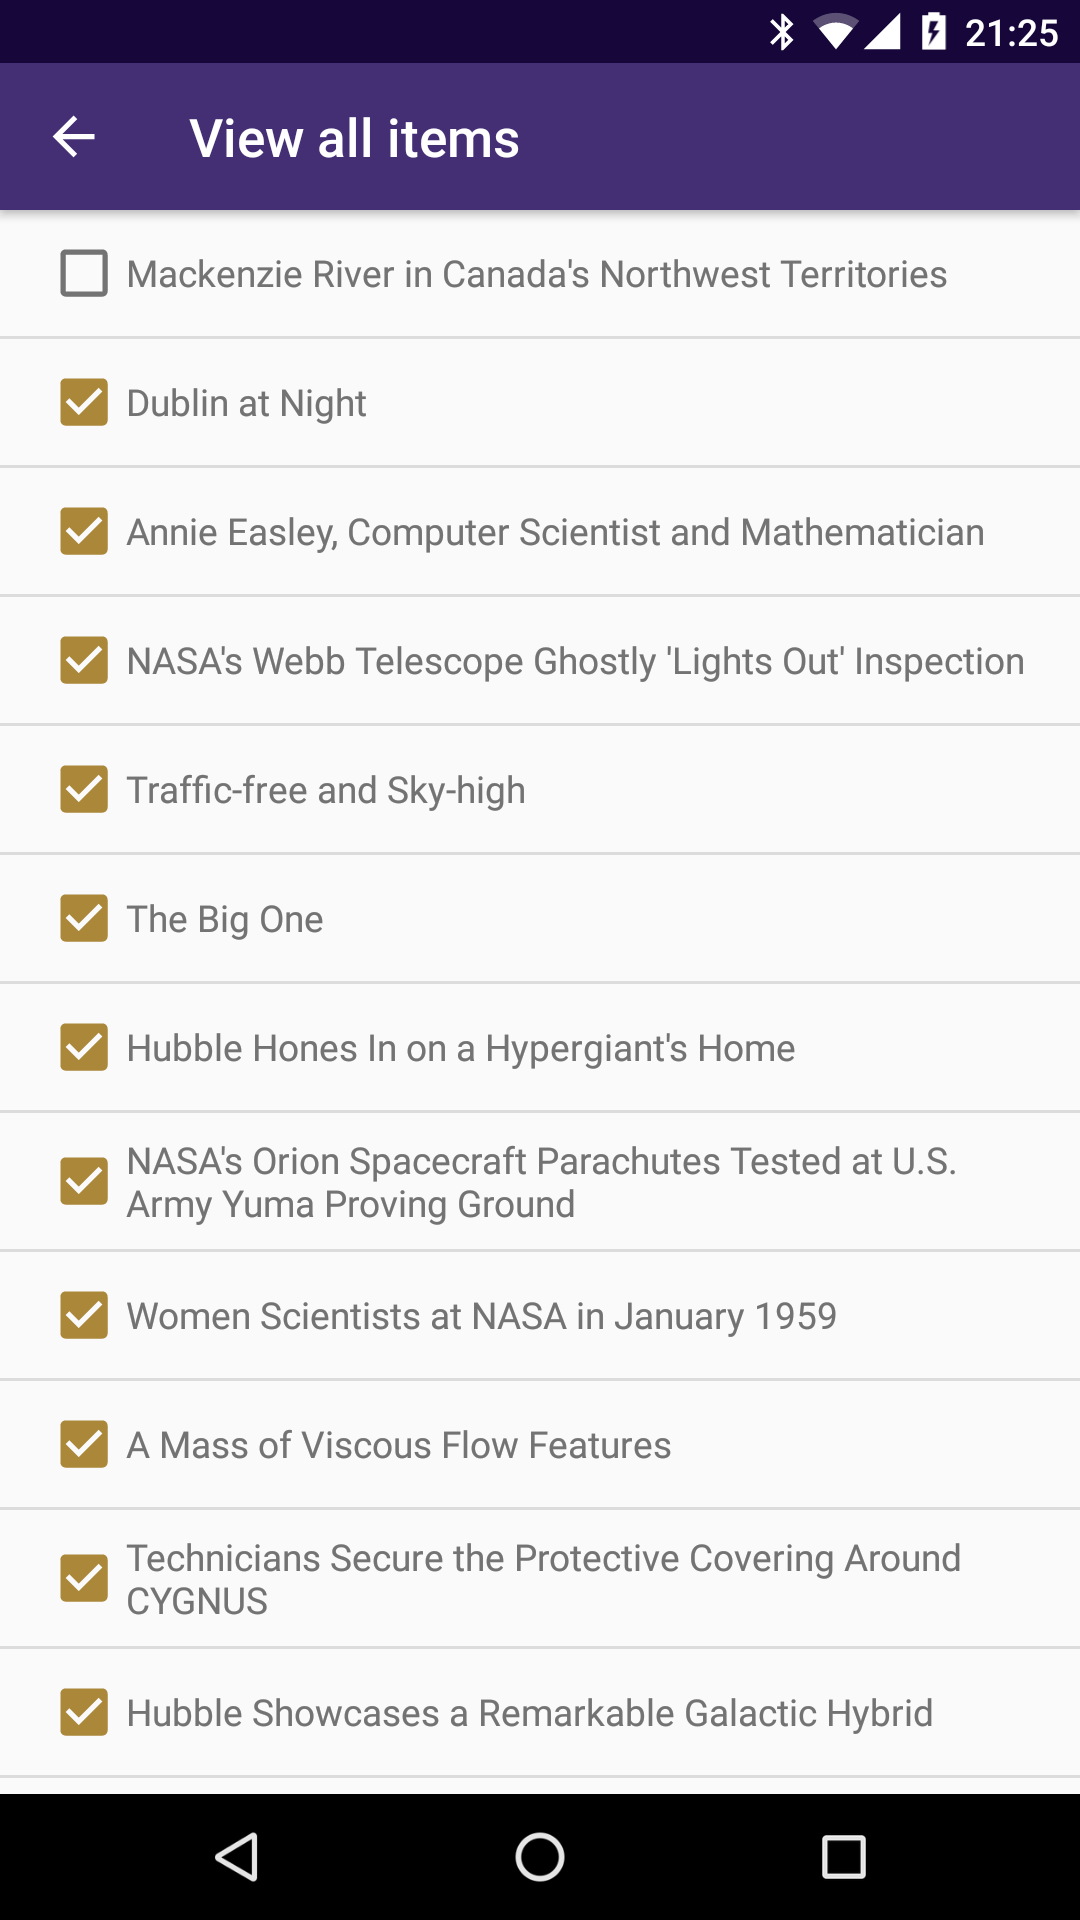 21:25
View all items
Mackenzie River in Canada's Northwest Territories
Dublin at Night
Annie Easley, Computer Scientist and Mathematician
NASA's Webb Telescope Ghostly 'Lights Out' Inspection
Traffic-free and Sky-high
The Big One
Hubble Hones In on a Hypergiant's Home
NASA's Orion Spacecraft Parachutes Tested at U.S.
Army Yuma Proving Ground
Women Scientists at NASA in January 1959
A Mass of Viscous Flow Features
Technicians Secure the Protective Covering Around
CYGNUS
Hubble Showcases a Remarkable Galactic Hybrid